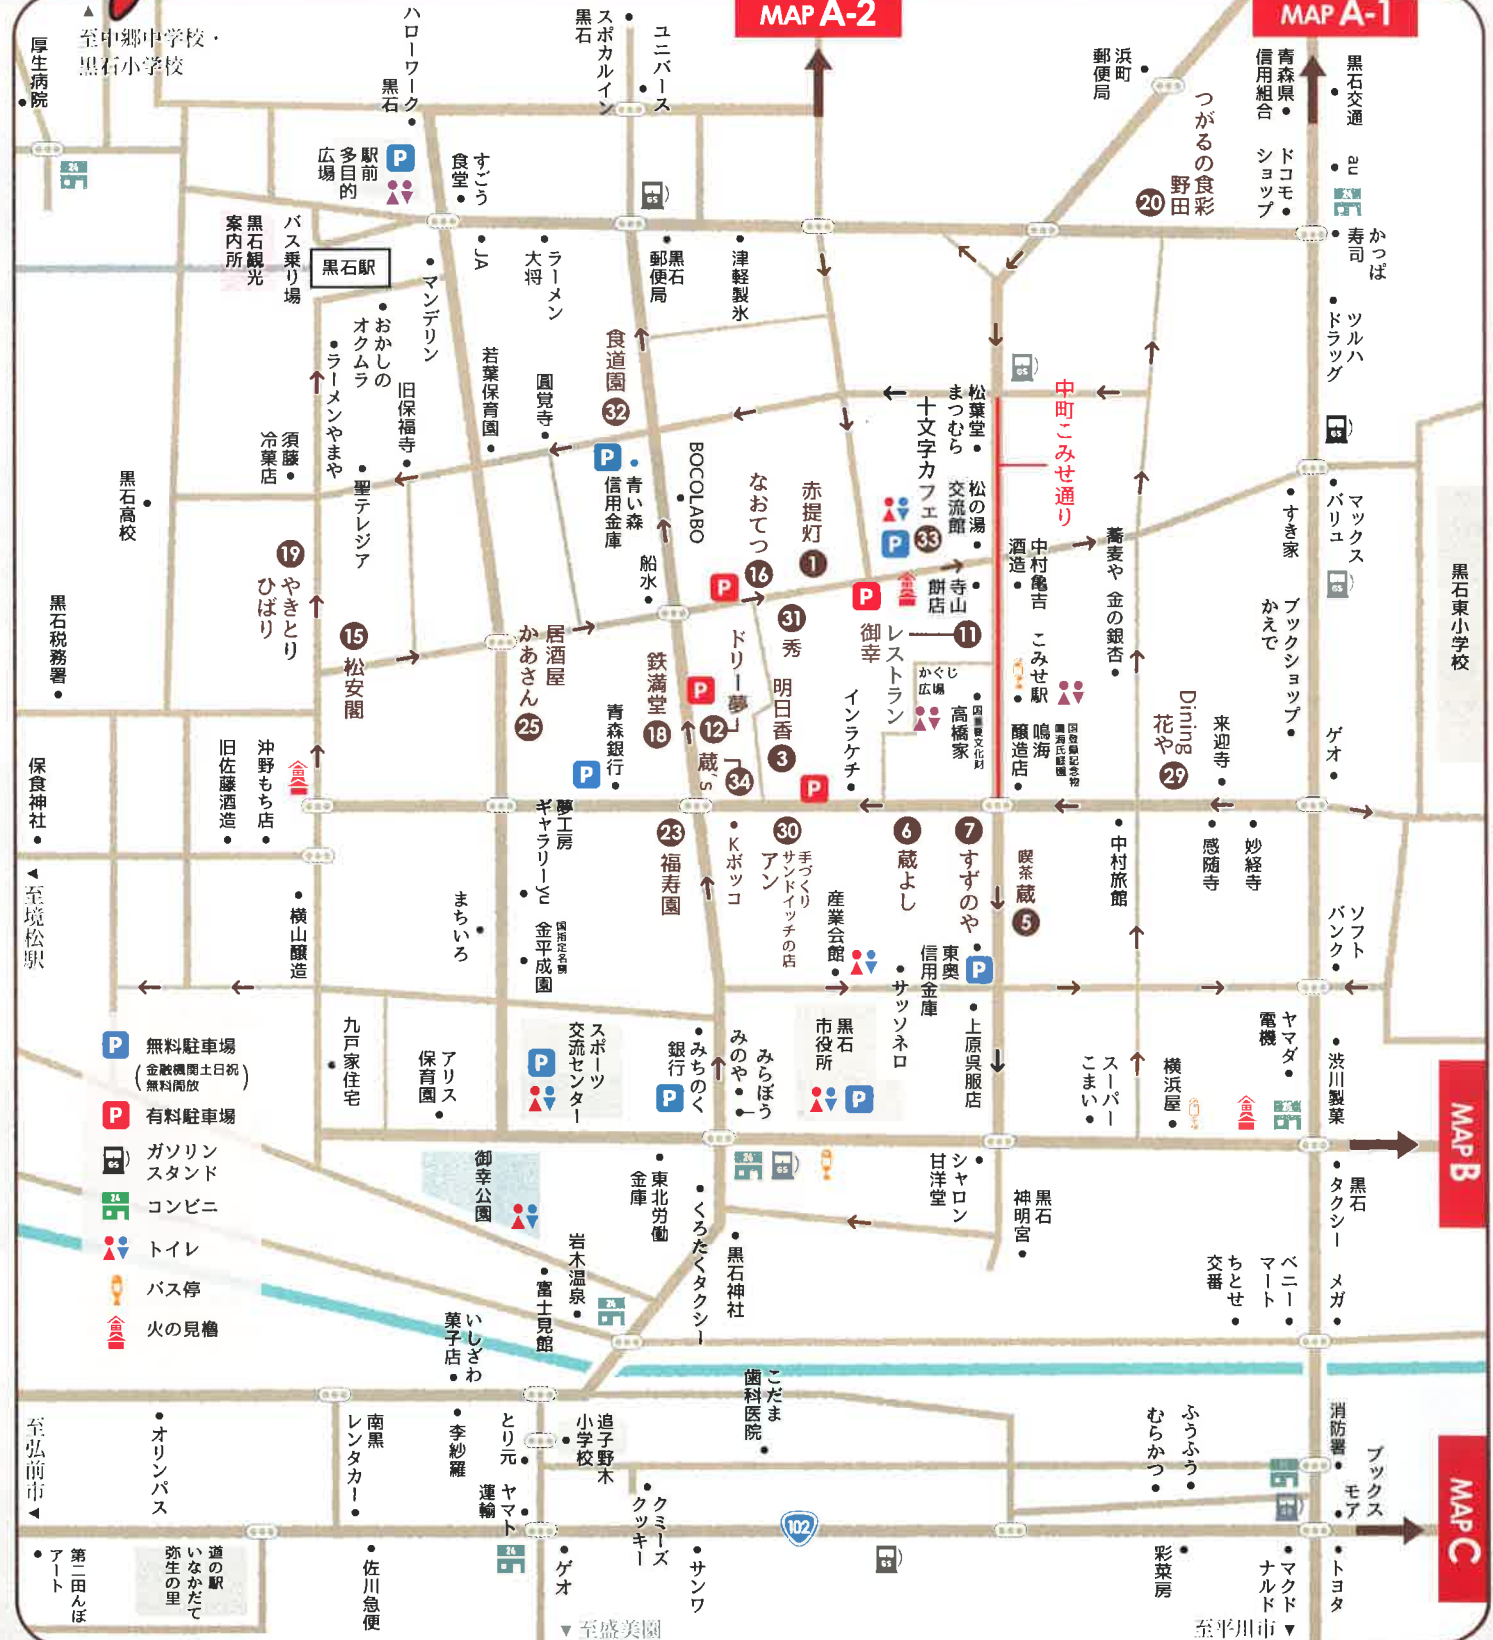 MAP A-2
MAP A-1
至中郷中学校・
黒石小学校
厚生病院
ハローワーク
黒石
スポカルイン
黒石
ユニバース
浜町
郵便局
つがるの食彩
野田
20
青森県
信用組合
黒石交通
ドコモ
ショップ
au
駅前
多目的
広場
すごう
食堂
黒石観光
案内所
バス乗り場
黒石駅
マンデリン
JA
ラーメン
大将
黒石
郵便局
津軽製氷
かっぱ
寿司
ツルハ
ドラッグ
おかしの
オクムラ
ラーメンやまや
旧保福寺
若葉保育園
圓覚寺
食道園
32
松葉堂
まつむら
十文字カフェ
33
中町こみせ通り
須藤
冷菓店
聖テレジア
青い森
信用金庫
BOCOLABO
なおてつ
16
赤提灯
1
松の湯
交流館
すき家
マックス
バリュ
黒石高校
19
やきとり
ひばり
船水
寺山
餅店
中村亀吉
酒造
蕎麦や 金の銀杏
ブックショップ
かえで
黒石東小学校
黒石税務署
15
松安閣
居酒屋
かあさん
25
鉄満堂
18
ドリー夢
12
31
秀
明日香
3
レストラン
御幸
11
かぐじ
広場
国重要文化財
高橋家
こみせ駅
国登録記念物
鳴海氏庭園
鳴海
醸造店
Dining
花や
29
来迎寺
ゲオ
保食神社
旧佐藤酒造
沖野もち店
青森銀行
蔵's
34
インラケチ
夢工房
ギャラリーyu
23
福寿園
Kボッコ
30
手づくり
サンドイッチの店
アン
6
蔵よし
7
すずのや
喫茶
蔵
5
中村旅館
感随寺
妙経寺
至境松駅
横山醸造
まちいろ
国指定名勝
金平成園
産業会館
サッソネロ
東奥
信用金庫
ソフト
バンク
九戸家住宅
アリス
保育園
スポーツ
交流センター
みちのく
銀行
みのや
みらぼう
黒石
市役所
上原呉服店
スーパー
こまい
横浜屋
ヤマダ
電機
渋川製菓
MAP B
P
無料駐車場
(金融機関土日祝
無料開放)
P
有料駐車場
ガソリン
スタンド
コンビニ
トイレ
バス停
火の見櫓
御幸公園
東北労働
金庫
くろたくタクシー
黒石神社
シャロン
甘洋堂
黒石
神明宮
黒石
タクシー
岩木温泉
富士見館
いしざわ
菓子店
ちとせ
交番
ベニー
マート
メガ
至弘前市
オリンパス
南黒
レンタカー
李紗羅
とり元
追子野木
小学校
こだま
歯科医院
ふうふう
むらかつ
消防署
ブックス
モア
MAP C
ヤマト
運輸
クミーズ
クッキー
102
第二田んぼ
アート
道の駅
いなかだて
弥生の里
佐川急便
ゲオ
サンワ
彩菜房
マクド
ナルド
トヨタ
至盛美園
至平川市